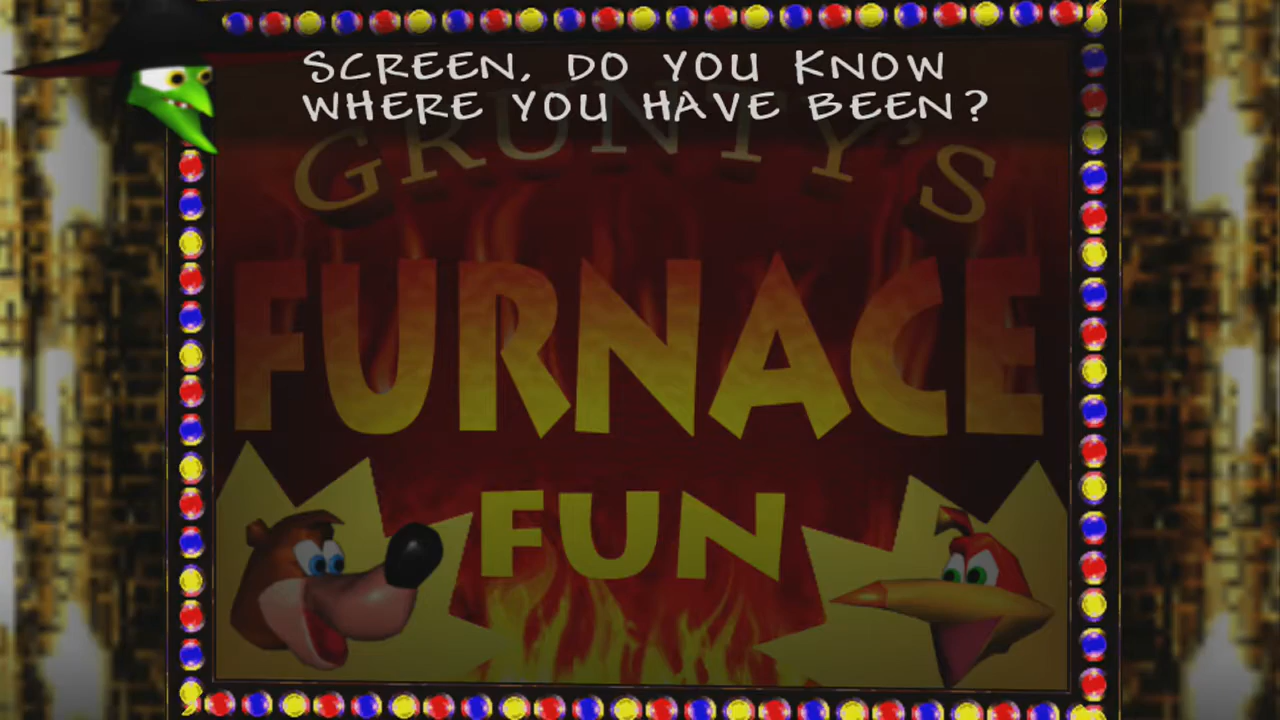 SCREEN, DO YOU KNOW
WHERE YOU HAVE BEEN?
GRUNTY'S
FURNACE
FUN